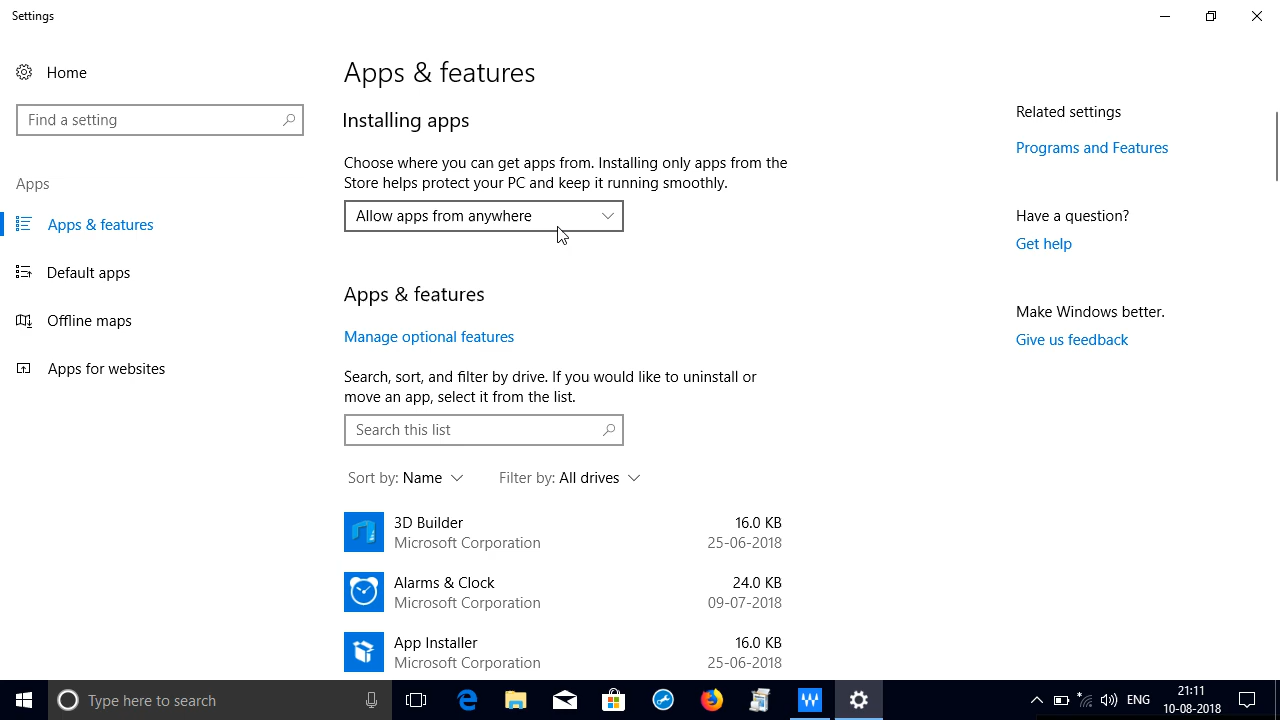 Settings
Home
Find a setting
Apps
Apps & features
Default apps
Offline maps
Apps for websites
Apps & features
Installing apps
Choose where you can get apps from. Installing only apps from the
Store helps protect your PC and keep it running smoothly.
Allow apps from anywhere
Apps & features
Manage optional features
Search, sort, and filter by drive. If you would like to uninstall or
move an app, select it from the list.
Search this list
Sort by: Name Filter by: All drives
3D Builder 16.0 KB
Microsoft Corporation 25-06-2018
Alarms & Clock 24.0 KB
Microsoft Corporation 09-07-2018
App Installer 16.0 KB
Microsoft Corporation 25-06-2018
Related settings
Programs and Features
Have a question?
Get help
Make Windows better.
Give us feedback
Type here to search
ENG
21:11
10-08-2018